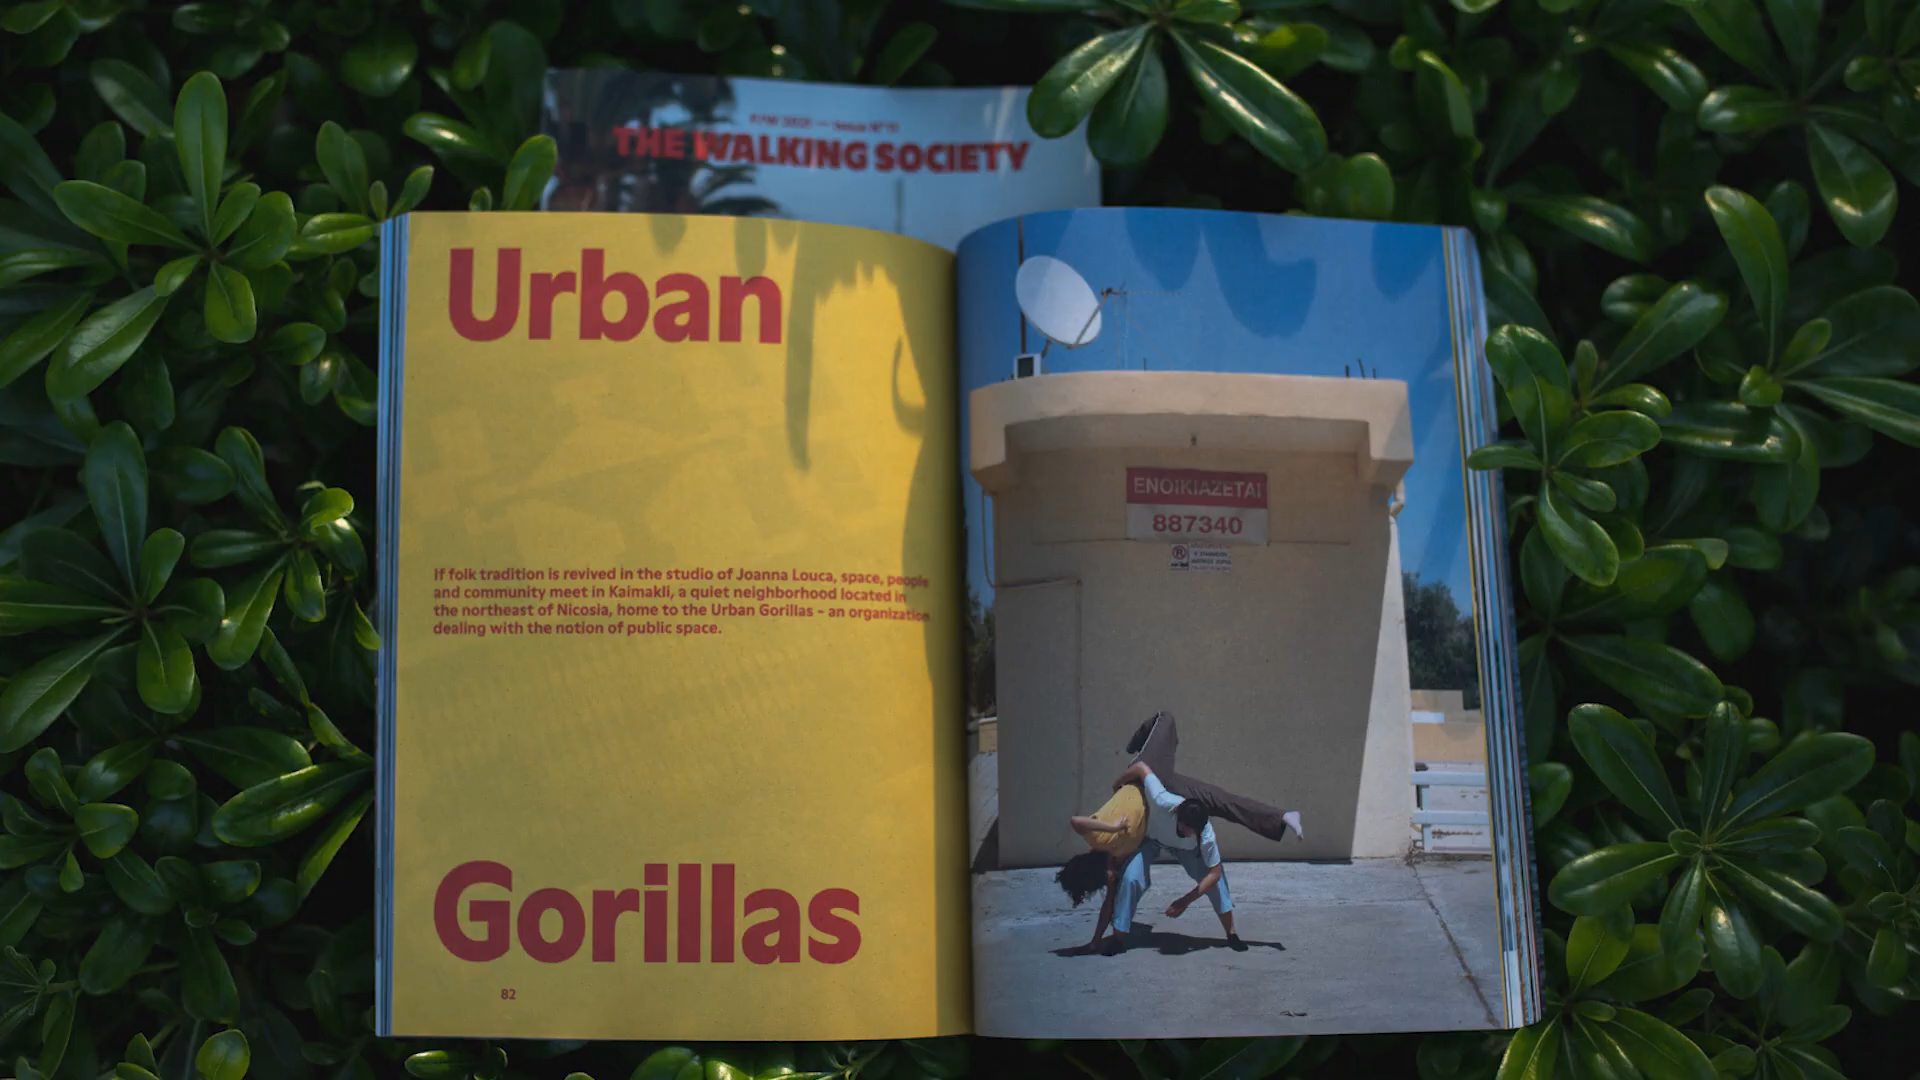 THE WALKING SOCIETY
Urban
If folk tradition is revived in the studio of Joanna Louca, space, people
and community meet in Kaimakli, a quiet neighborhood located in
the northeast of Nicosia, home to the Urban Gorillas – an organization
dealing with the notion of public space.
Gorillas
82
ΕΝΟΙΚΙΑΖΕΤΑΙ
887340